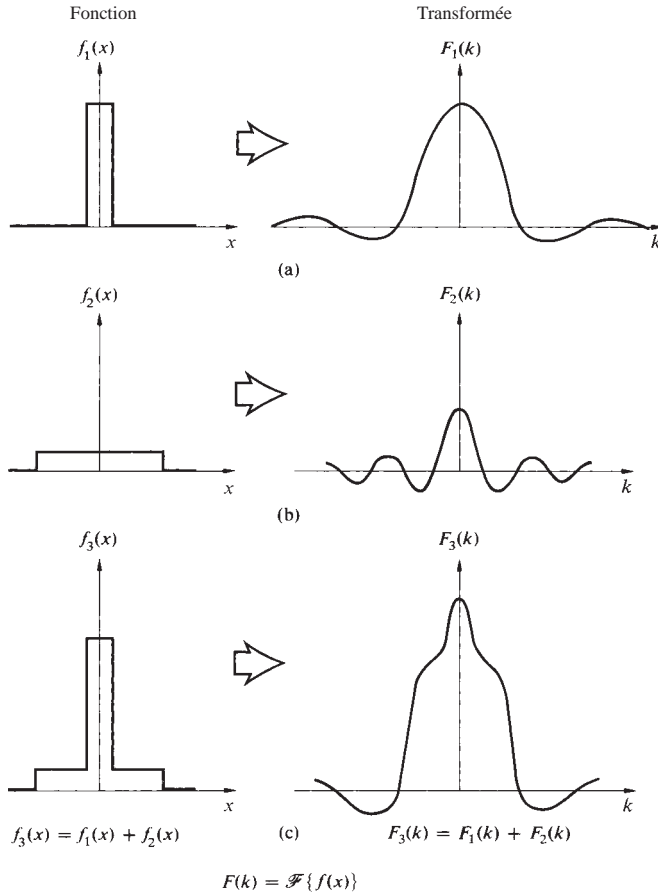 Fonction Transformée
f₁(x) F₁(k)
x k
(a)
f₂(x) F₂(k)
x k
(b)
f₃(x) F₃(k)
x k
f₃(x) = f₁(x) + f₂(x) (c) F₃(k) = F₁(k) + F₂(k)
F(k) = ℱ{f(x)}